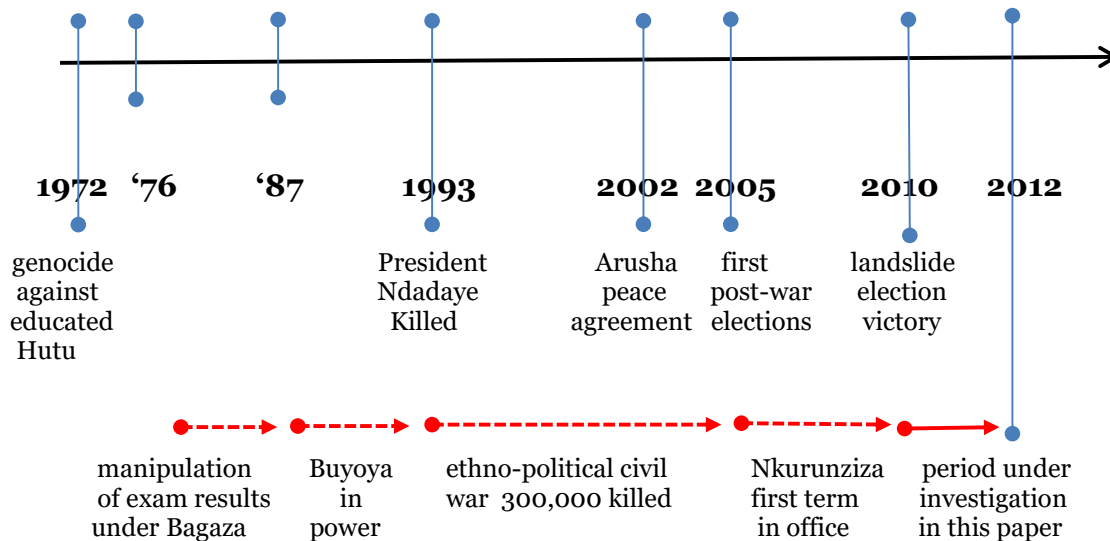 1972 ‘76 ‘87 1993 2002 2005 2010 2012
genocide
against
educated
Hutu
President
Ndadaye
Killed
Arusha
peace
agreement
first
post-war
elections
landslide
election
victory
manipulation
of exam results
under Bagaza
Buyoya
in
power
ethno-political civil
war 300,000 killed
Nkurunziza
first term
in office
period under
investigation
in this paper